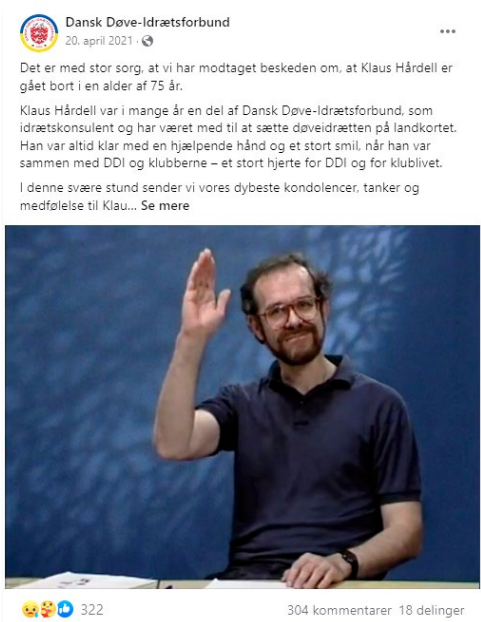 Dansk Døve-Idrætsforbund
20. april 2021 ·
Det er med stor sorg, at vi har modtaget beskeden om, at Klaus Hårdell er
gået bort i en alder af 75 år.
Klaus Hårdell var i mange år en del af Dansk Døve-Idrætsforbund, som
idrætskonsulent og har været med til at sætte døveidrætten på landkortet.
Han var altid klar med en hjælpende hånd og et stort smil, når han var
sammen med DDI og klubberne – et stort hjerte for DDI og for klublivet.
I denne svære stund sender vi vores dybeste kondolencer, tanker og
medfølelse til Klau... Se mere
322
304 kommentarer 18 delinger